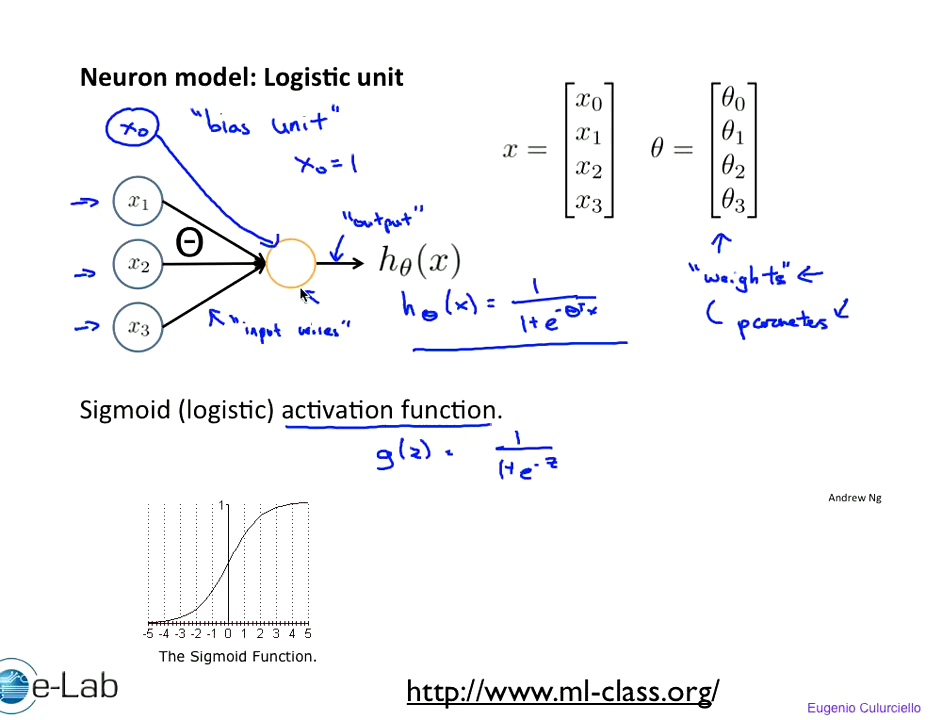 Neuron model: Logistic unit
x₀
"bias unit"
x₀ = 1
x₁
x₂
x₃
Θ
"input wires"
"output"
hθ(x)
hθ(x) = 1 / (1 + e^(-θᵀx))
x = [x₀ x₁ x₂ x₃]
θ = [θ₀ θ₁ θ₂ θ₃]
"weights"
( parameters
Sigmoid (logistic) activation function.
g(z) = 1 / (1 + e^(-z))
Andrew Ng
1
-5 -4 -3 -2 -1 0 1 2 3 4 5
The Sigmoid Function.
e-Lab
http://www.ml-class.org/
Eugenio Culurciello